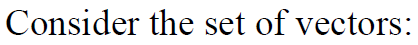 Consider the set of vectors: